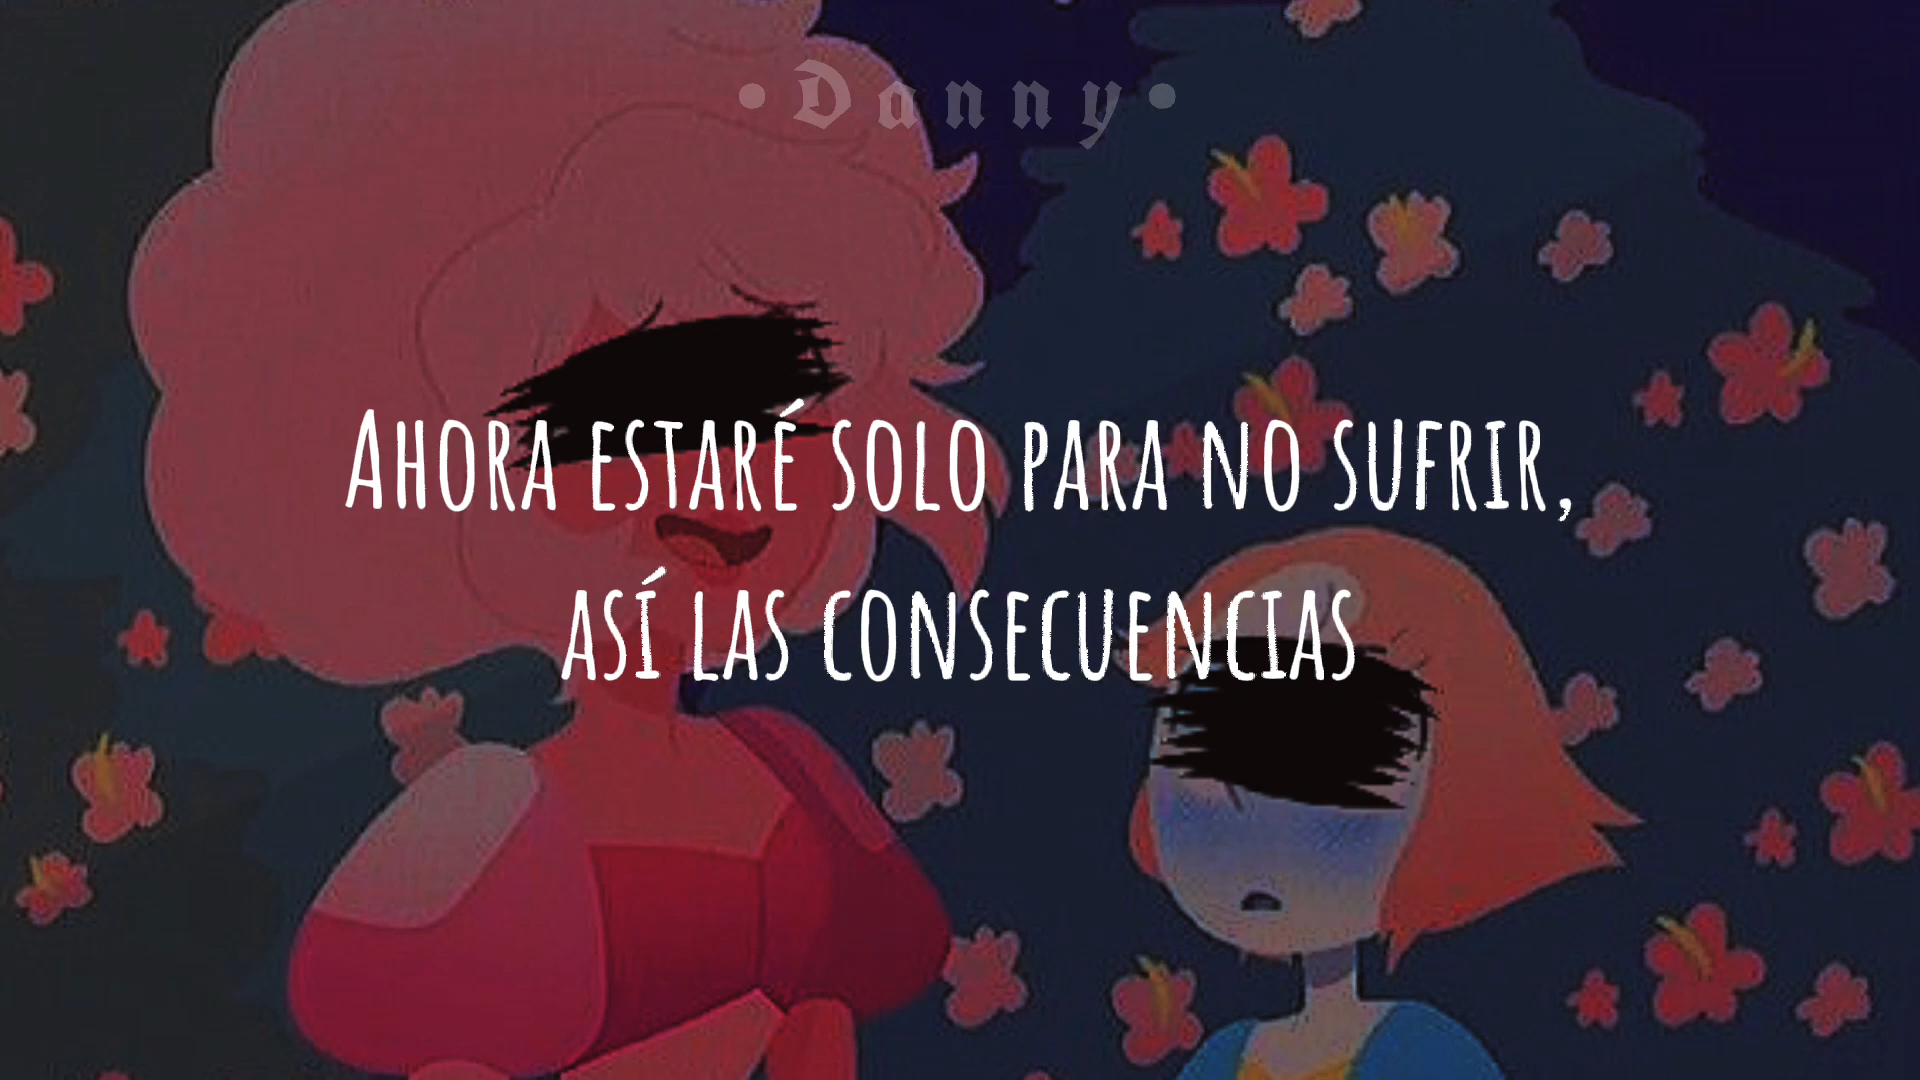 •Danny•
Ahora estaré solo para no sufrir,
así las consecuencias